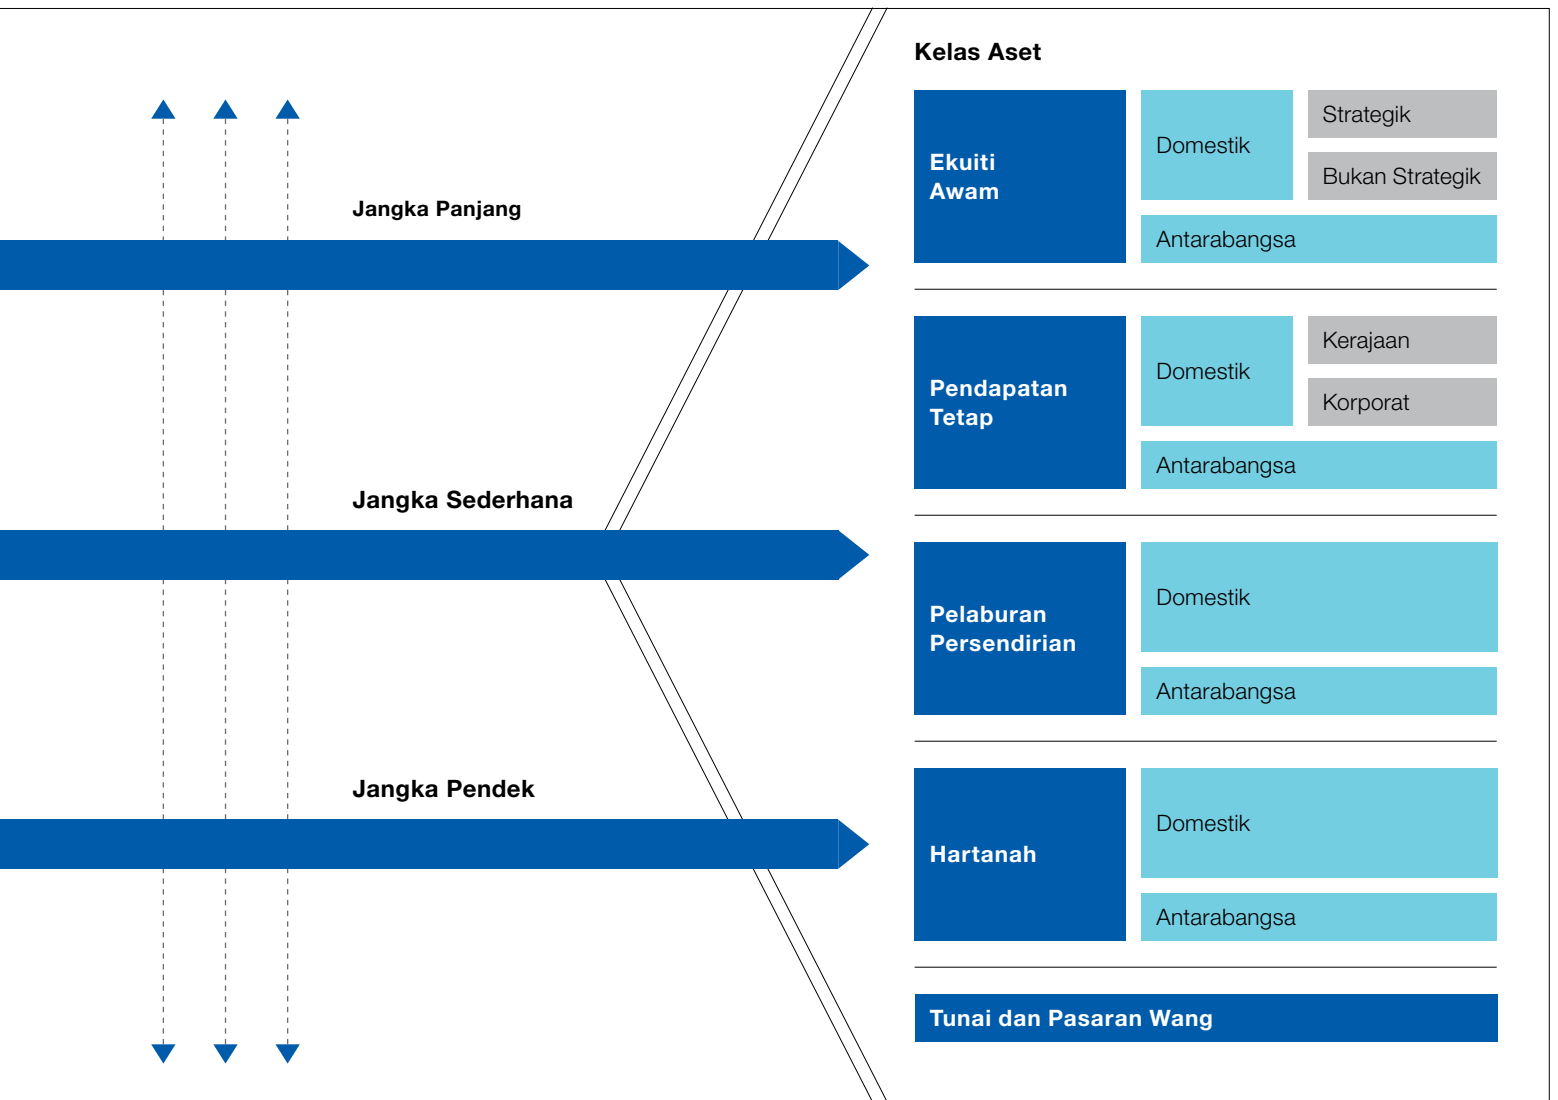 Jangka Panjang
Jangka Sederhana
Jangka Pendek
Kelas Aset
Ekuiti
Awam
Domestik
Strategik
Bukan Strategik
Antarabangsa
Pendapatan
Tetap
Domestik
Kerajaan
Korporat
Antarabangsa
Pelaburan
Persendirian
Domestik
Antarabangsa
Hartanah
Domestik
Antarabangsa
Tunai dan Pasaran Wang